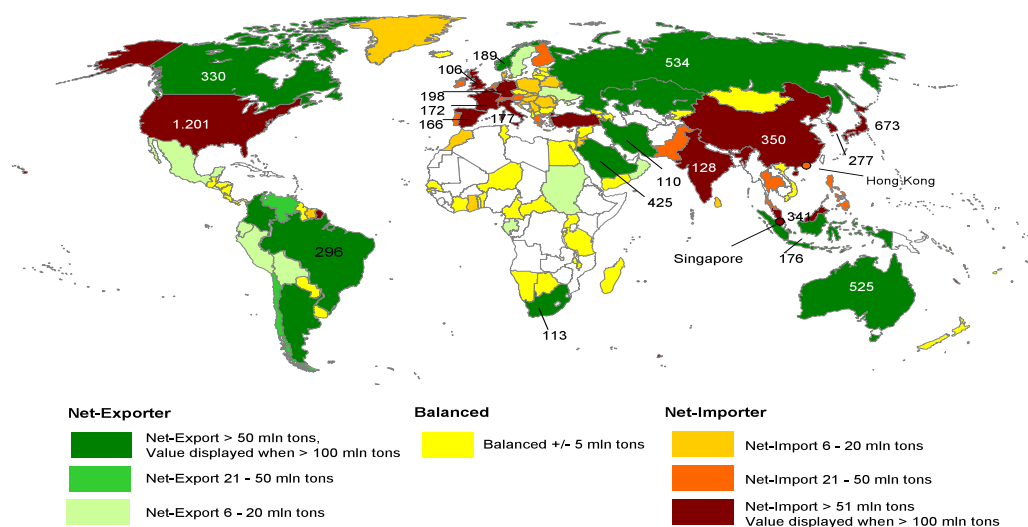 189
330
534
106
198
172
166
177
1.201
350
673
277
128
110
Hong-Kong
425
341
296
Singapore
176
525
113
Net-Exporter
Net-Export > 50 mln tons,
Value displayed when > 100 mln tons
Net-Export 21 - 50 mln tons
Net-Export 6 - 20 mln tons
Balanced
Balanced +/- 5 mln tons
Net-Importer
Net-Import 6 - 20 mln tons
Net-Import 21 - 50 mln tons
Net-Import > 51 mln tons
Value displayed when > 100 mln tons